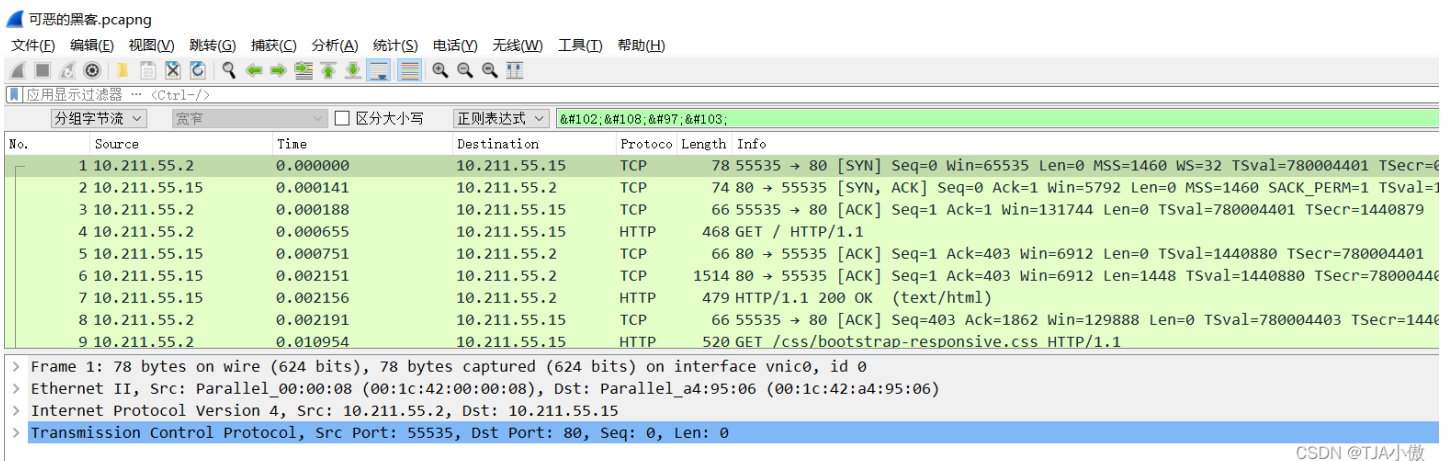 可恶的黑客.pcapng
文件(F) 编辑(E) 视图(V) 跳转(G) 捕获(C) 分析(A) 统计(S) 电话(Y) 无线(W) 工具(T) 帮助(H)
应用显示过滤器 … <Ctrl-/>
分组字节流 宽窄 区分大小写 正则表达式 &#102;&#108;&#97;&#103;
No. Source Time Destination Protoco Length Info
1 10.211.55.2 0.000000 10.211.55.15 TCP 78 55535 → 80 [SYN] Seq=0 Win=65535 Len=0 MSS=1460 WS=32 TSval=780004401 TSecr=0
2 10.211.55.15 0.000141 10.211.55.2 TCP 74 80 → 55535 [SYN, ACK] Seq=0 Ack=1 Win=5792 Len=0 MSS=1460 SACK_PERM=1 TSval=1
3 10.211.55.2 0.000188 10.211.55.15 TCP 66 55535 → 80 [ACK] Seq=1 Ack=1 Win=131744 Len=0 TSval=780004401 TSecr=1440879
4 10.211.55.2 0.000655 10.211.55.15 HTTP 468 GET / HTTP/1.1
5 10.211.55.15 0.000751 10.211.55.2 TCP 66 80 → 55535 [ACK] Seq=1 Ack=403 Win=6912 Len=0 TSval=1440880 TSecr=780004401
6 10.211.55.15 0.002151 10.211.55.2 TCP 1514 80 → 55535 [ACK] Seq=1 Ack=403 Win=6912 Len=1448 TSval=1440880 TSecr=78000440
7 10.211.55.15 0.002156 10.211.55.2 HTTP 479 HTTP/1.1 200 OK (text/html)
8 10.211.55.2 0.002191 10.211.55.15 TCP 66 55535 → 80 [ACK] Seq=403 Ack=1862 Win=129888 Len=0 TSval=780004403 TSecr=1440
9 10.211.55.2 0.010954 10.211.55.15 HTTP 520 GET /css/bootstrap-responsive.css HTTP/1.1
Frame 1: 78 bytes on wire (624 bits), 78 bytes captured (624 bits) on interface vnic0, id 0
Ethernet II, Src: Parallel_00:00:08 (00:1c:42:00:00:08), Dst: Parallel_a4:95:06 (00:1c:42:a4:95:06)
Internet Protocol Version 4, Src: 10.211.55.2, Dst: 10.211.55.15
Transmission Control Protocol, Src Port: 55535, Dst Port: 80, Seq: 0, Len: 0
CSDN @TJA小傲